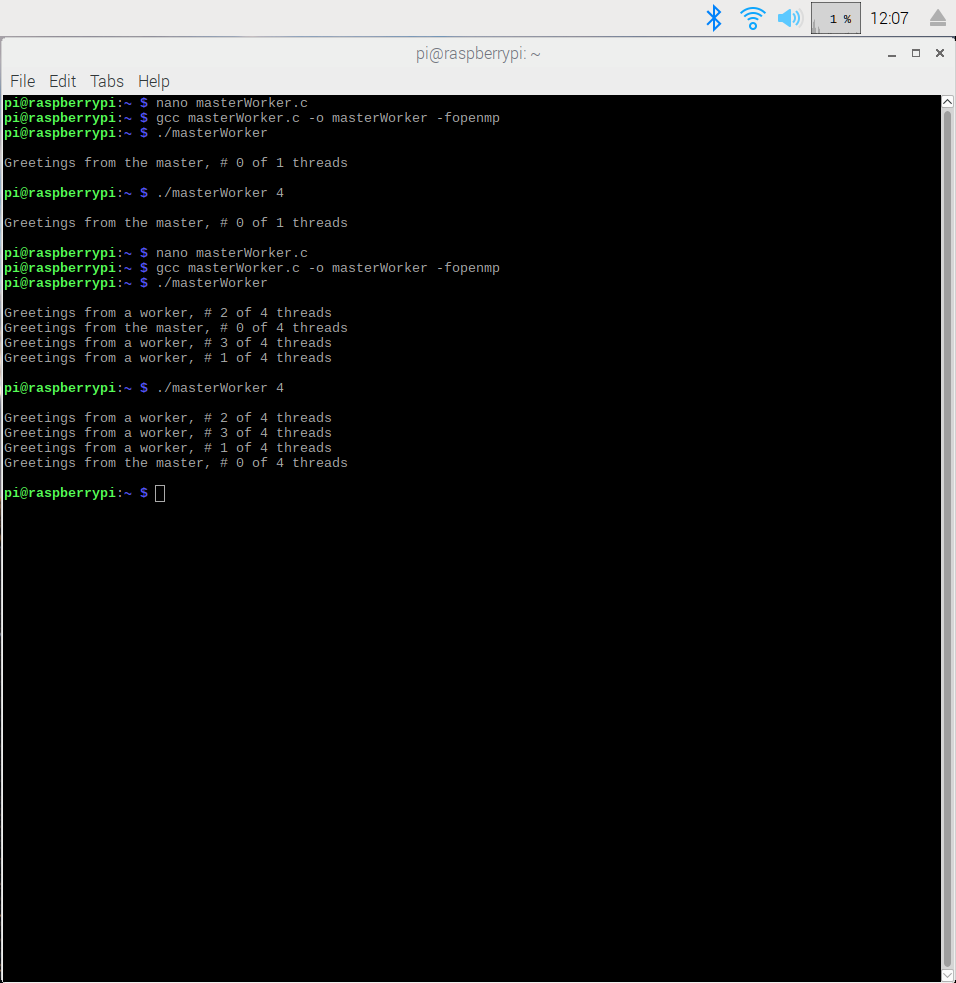 1 % 12:07
pi@raspberrypi: ~
File Edit Tabs Help
pi@raspberrypi:~ $ nano masterWorker.c
pi@raspberrypi:~ $ gcc masterWorker.c -o masterWorker -fopenmp
pi@raspberrypi:~ $ ./masterWorker
Greetings from the master, # 0 of 1 threads
pi@raspberrypi:~ $ ./masterWorker 4
Greetings from the master, # 0 of 1 threads
pi@raspberrypi:~ $ nano masterWorker.c
pi@raspberrypi:~ $ gcc masterWorker.c -o masterWorker -fopenmp
pi@raspberrypi:~ $ ./masterWorker
Greetings from a worker, # 2 of 4 threads
Greetings from the master, # 0 of 4 threads
Greetings from a worker, # 3 of 4 threads
Greetings from a worker, # 1 of 4 threads
pi@raspberrypi:~ $ ./masterWorker 4
Greetings from a worker, # 2 of 4 threads
Greetings from a worker, # 3 of 4 threads
Greetings from a worker, # 1 of 4 threads
Greetings from the master, # 0 of 4 threads
pi@raspberrypi:~ $